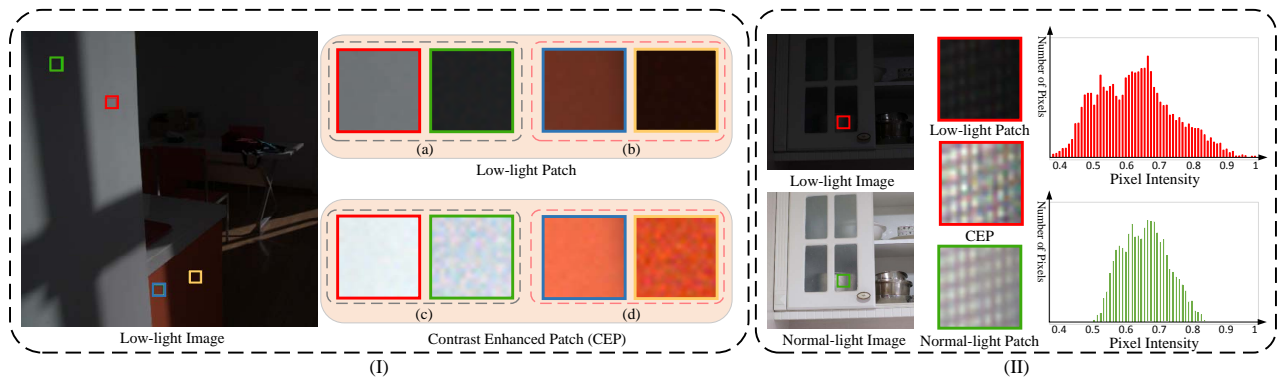 (a)
(b)
Low-light Patch
(c)
(d)
Low-light Image
Contrast Enhanced Patch (CEP)
(I)
Low-light Image
Normal-light Image
Low-light Patch
CEP
Normal-light Patch
Number of Pixels
0.4 0.5 0.6 0.7 0.8 0.9 1
Pixel Intensity
Number of Pixels
0.4 0.5 0.6 0.7 0.8 0.9 1
Pixel Intensity
(II)